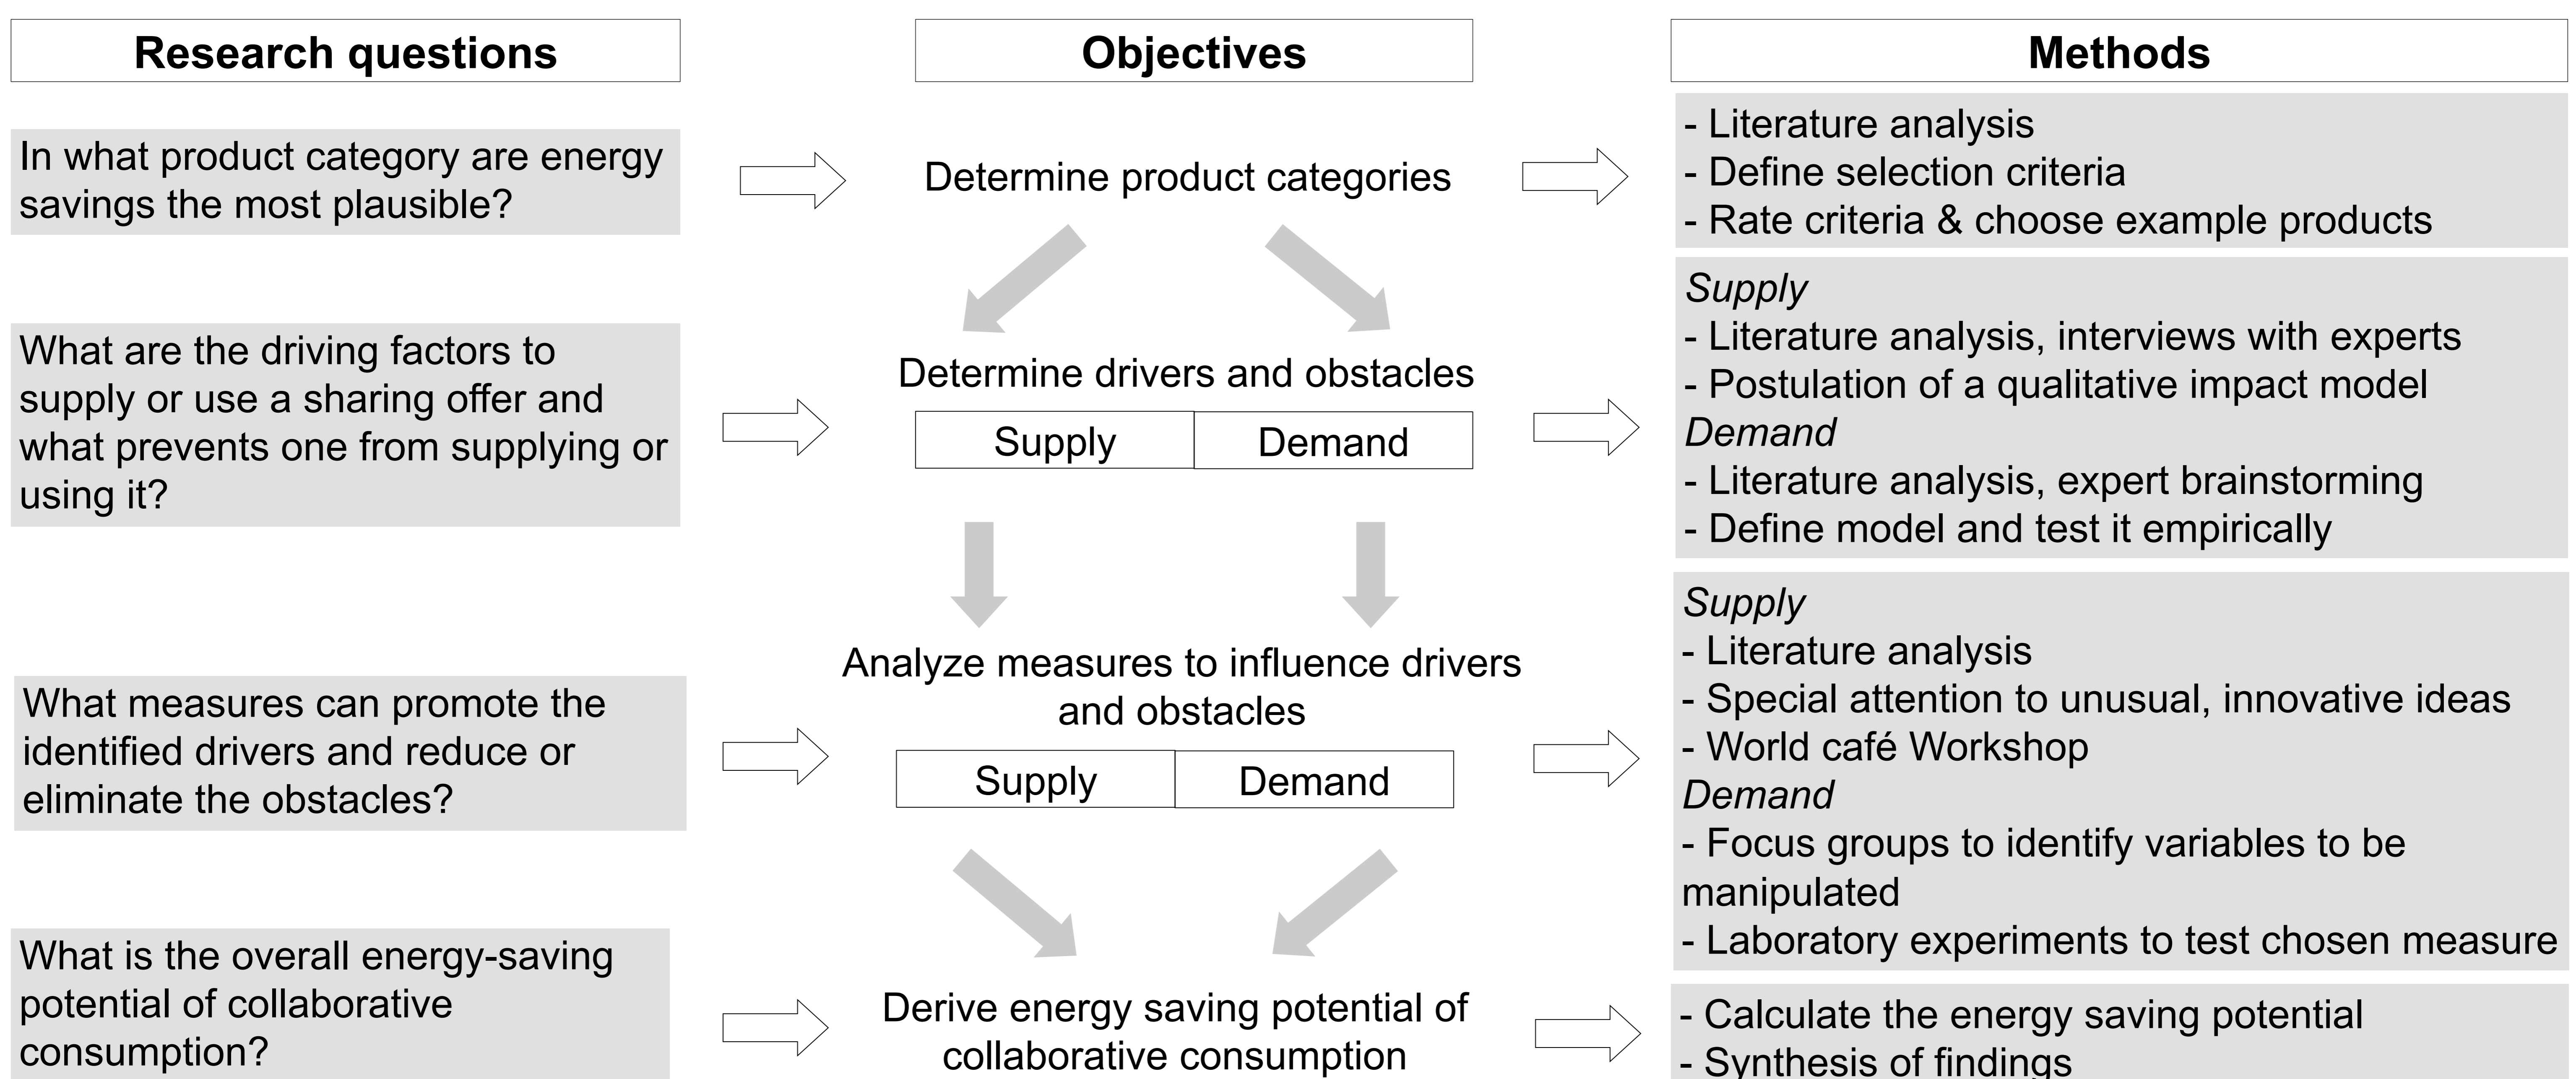 Research questions
Objectives
Methods
In what product category are energy
savings the most plausible?
Determine product categories
- Literature analysis
- Define selection criteria
- Rate criteria & choose example products
What are the driving factors to
supply or use a sharing offer and
what prevents one from supplying or
using it?
Determine drivers and obstacles
Supply
Demand
Supply
- Literature analysis, interviews with experts
- Postulation of a qualitative impact model
Demand
- Literature analysis, expert brainstorming
- Define model and test it empirically
What measures can promote the
identified drivers and reduce or
eliminate the obstacles?
Analyze measures to influence drivers
and obstacles
Supply
Demand
Supply
- Literature analysis
- Special attention to unusual, innovative ideas
- World café Workshop
Demand
- Focus groups to identify variables to be
manipulated
- Laboratory experiments to test chosen measure
What is the overall energy-saving
potential of collaborative
consumption?
Derive energy saving potential of
collaborative consumption
- Calculate the energy saving potential
- Synthesis of findings